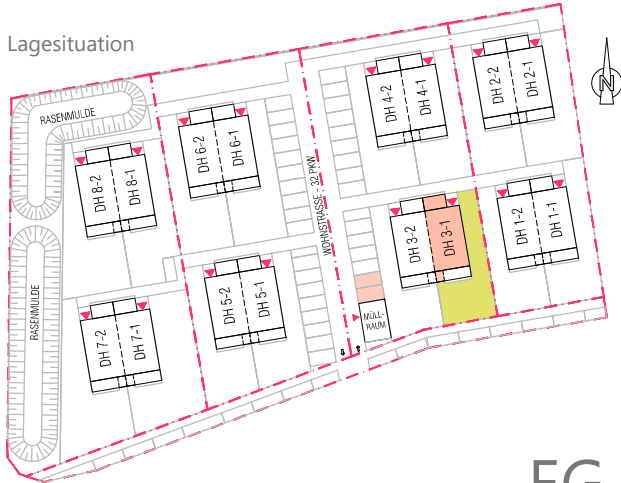 Lagesituation
RASENMULDE
DH 4-2
DH 4-1
DH 2-2
DH 2-1
N
DH 6-2
DH 6-1
DH 8-2
DH 8-1
WOHNSTRASSE - 32 PKW
DH 3-2
DH 3-1
DH 1-2
DH 1-1
RASENMULDE
DH 5-2
DH 5-1
MÜLL-
RAUM
DH 7-2
DH 7-1
EG